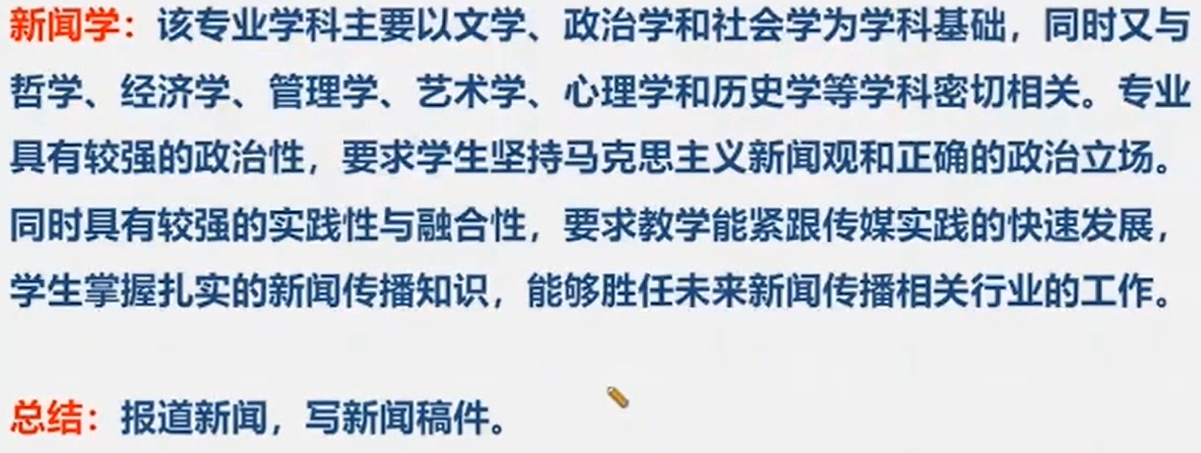 新闻学：该专业学科主要以文学、政治学和社会学为学科基础，同时又与
哲学、经济学、管理学、艺术学、心理学和历史学等学科密切相关。专业
具有较强的政治性，要求学生坚持马克思主义新闻观和正确的政治立场。
同时具有较强的实践性与融合性，要求教学能紧跟传媒实践的快速发展，
学生掌握扎实的新闻传播知识，能够胜任未来新闻传播相关行业的工作。
总结：报道新闻，写新闻稿件。